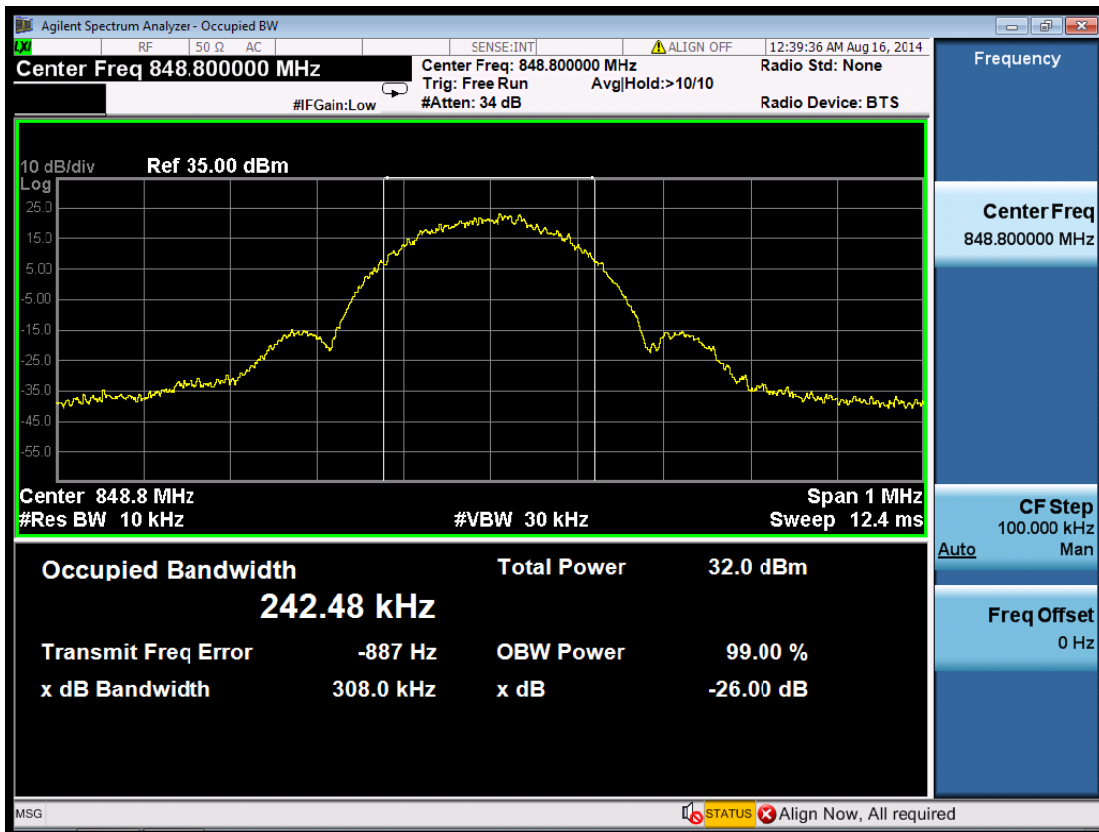 Agilent Spectrum Analyzer - Occupied BW
LXI RF 50 Ω AC SENSE:INT ALIGN OFF 12:39:36 AM Aug 16, 2014
Center Freq 848.800000 MHz
Center Freq: 848.800000 MHz
Radio Std: None
Trig: Free Run Avg|Hold:>10/10
#IFGain:Low
#Atten: 34 dB
Radio Device: BTS
10 dB/div Ref 35.00 dBm
Log
25.0
15.0
5.00
-5.00
-15.0
-25.0
-35.0
-45.0
-55.0
Center 848.8 MHz Span 1 MHz
#Res BW 10 kHz #VBW 30 kHz Sweep 12.4 ms
Occupied Bandwidth Total Power 32.0 dBm
242.48 kHz
Transmit Freq Error -887 Hz OBW Power 99.00 %
x dB Bandwidth 308.0 kHz x dB -26.00 dB
Frequency
Center Freq
848.800000 MHz
CF Step
100.000 kHz
Auto Man
Freq Offset
0 Hz
MSG STATUS Align Now, All required